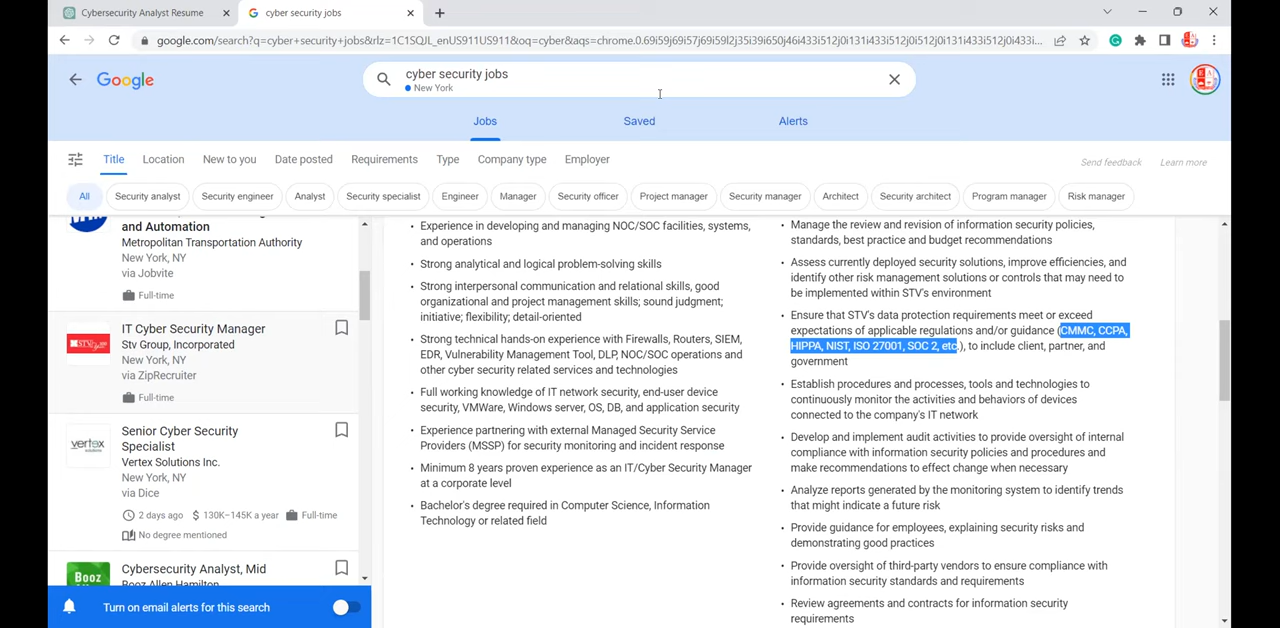 Cybersecurity Analyst Resume
cyber security jobs
google.com/search?q=cyber+security+jobs&rlz=1C1SQJL_enUS911US911&oq=cyber&aqs=chrome.0.69i59j69i57j69i59l2j35i39i650j46i433i512j0i131i433i512j0i512j0i131i433i512j0i433i...
Google
cyber security jobs
New York
Jobs
Saved
Alerts
Title
Location
New to you
Date posted
Requirements
Type
Company type
Employer
Send feedback
Learn more
All
Security analyst
Security engineer
Analyst
Security specialist
Engineer
Manager
Security officer
Project manager
Security manager
Architect
Security architect
Program manager
Risk manager
and Automation
Metropolitan Transportation Authority
New York, NY
via Jobvite
Full-time
IT Cyber Security Manager
Stv Group, Incorporated
New York, NY
via ZipRecruiter
Full-time
Senior Cyber Security
Specialist
Vertex Solutions Inc.
New York, NY
via Dice
2 days ago
$ 130K–145K a year
Full-time
No degree mentioned
Cybersecurity Analyst, Mid
Booz Allen Hamilton
Turn on email alerts for this search
• Experience in developing and managing NOC/SOC facilities, systems,
and operations
• Strong analytical and logical problem-solving skills
• Strong interpersonal communication and relational skills, good
organizational and project management skills; sound judgment;
initiative; flexibility; detail-oriented
• Strong technical hands-on experience with Firewalls, Routers, SIEM,
EDR, Vulnerability Management Tool, DLP, NOC/SOC operations and
other cyber security related services and technologies
• Full working knowledge of IT network security, end-user device
security, VMWare, Windows server, OS, DB, and application security
• Experience partnering with external Managed Security Service
Providers (MSSP) for security monitoring and incident response
• Minimum 8 years proven experience as an IT/Cyber Security Manager
at a corporate level
• Bachelor's degree required in Computer Science, Information
Technology or related field
• Manage the review and revision of information security policies,
standards, best practice and budget recommendations
• Assess currently deployed security solutions, improve efficiencies, and
identify other risk management solutions or controls that may need to
be implemented within STV's environment
• Ensure that STV's data protection requirements meet or exceed
expectations of applicable regulations and/or guidance (CMMC, CCPA,
HIPPA, NIST, ISO 27001, SOC 2, etc.), to include client, partner, and
government
• Establish procedures and processes, tools and technologies to
continuously monitor the activities and behaviors of devices
connected to the company's IT network
• Develop and implement audit activities to provide oversight of internal
compliance with information security policies and procedures and
make recommendations to effect change when necessary
• Analyze reports generated by the monitoring system to identify trends
that might indicate a future risk
• Provide guidance for employees, explaining security risks and
demonstrating good practices
• Provide oversight of third-party vendors to ensure compliance with
information security standards and requirements
• Review agreements and contracts for information security
requirements